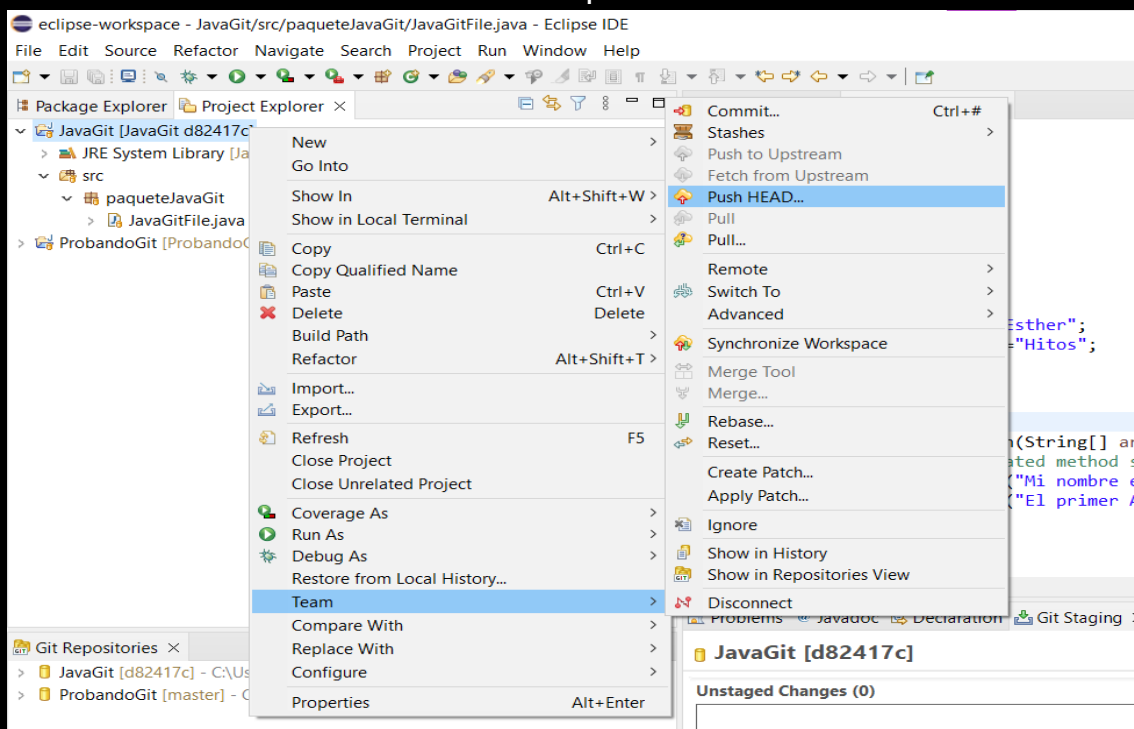 eclipse-workspace - JavaGit/src/paqueteJavaGit/JavaGitFile.java - Eclipse IDE
File Edit Source Refactor Navigate Search Project Run Window Help
Package Explorer Project Explorer
JavaGit [JavaGit d82417c]
JRE System Library [Ja
src
paqueteJavaGit
JavaGitFile.java
ProbandoGit [Probando
New
Go Into
Show In Alt+Shift+W >
Show in Local Terminal >
Copy Ctrl+C
Copy Qualified Name
Paste Ctrl+V
Delete Delete
Build Path >
Refactor Alt+Shift+T >
Import...
Export...
Refresh F5
Close Project
Close Unrelated Project
Coverage As >
Run As >
Debug As >
Restore from Local History...
Team >
Compare With >
Replace With >
Configure >
Properties Alt+Enter
Commit... Ctrl+#
Stashes >
Push to Upstream
Fetch from Upstream
Push HEAD...
Pull
Pull...
Remote >
Switch To >
Advanced >
Synchronize Workspace
Merge Tool
Merge...
Rebase...
Reset...
Create Patch...
Apply Patch...
Ignore
Show in History
Show in Repositories View
Disconnect
Esther";
="Hitos";
(String[] a
ated method s
("Mi nombre e
("El primer A
Problems Javadoc Declaration Git Staging
Git Repositories
JavaGit [d82417c] - C:\Us
ProbandoGit [master] - C
JavaGit [d82417c]
Unstaged Changes (0)